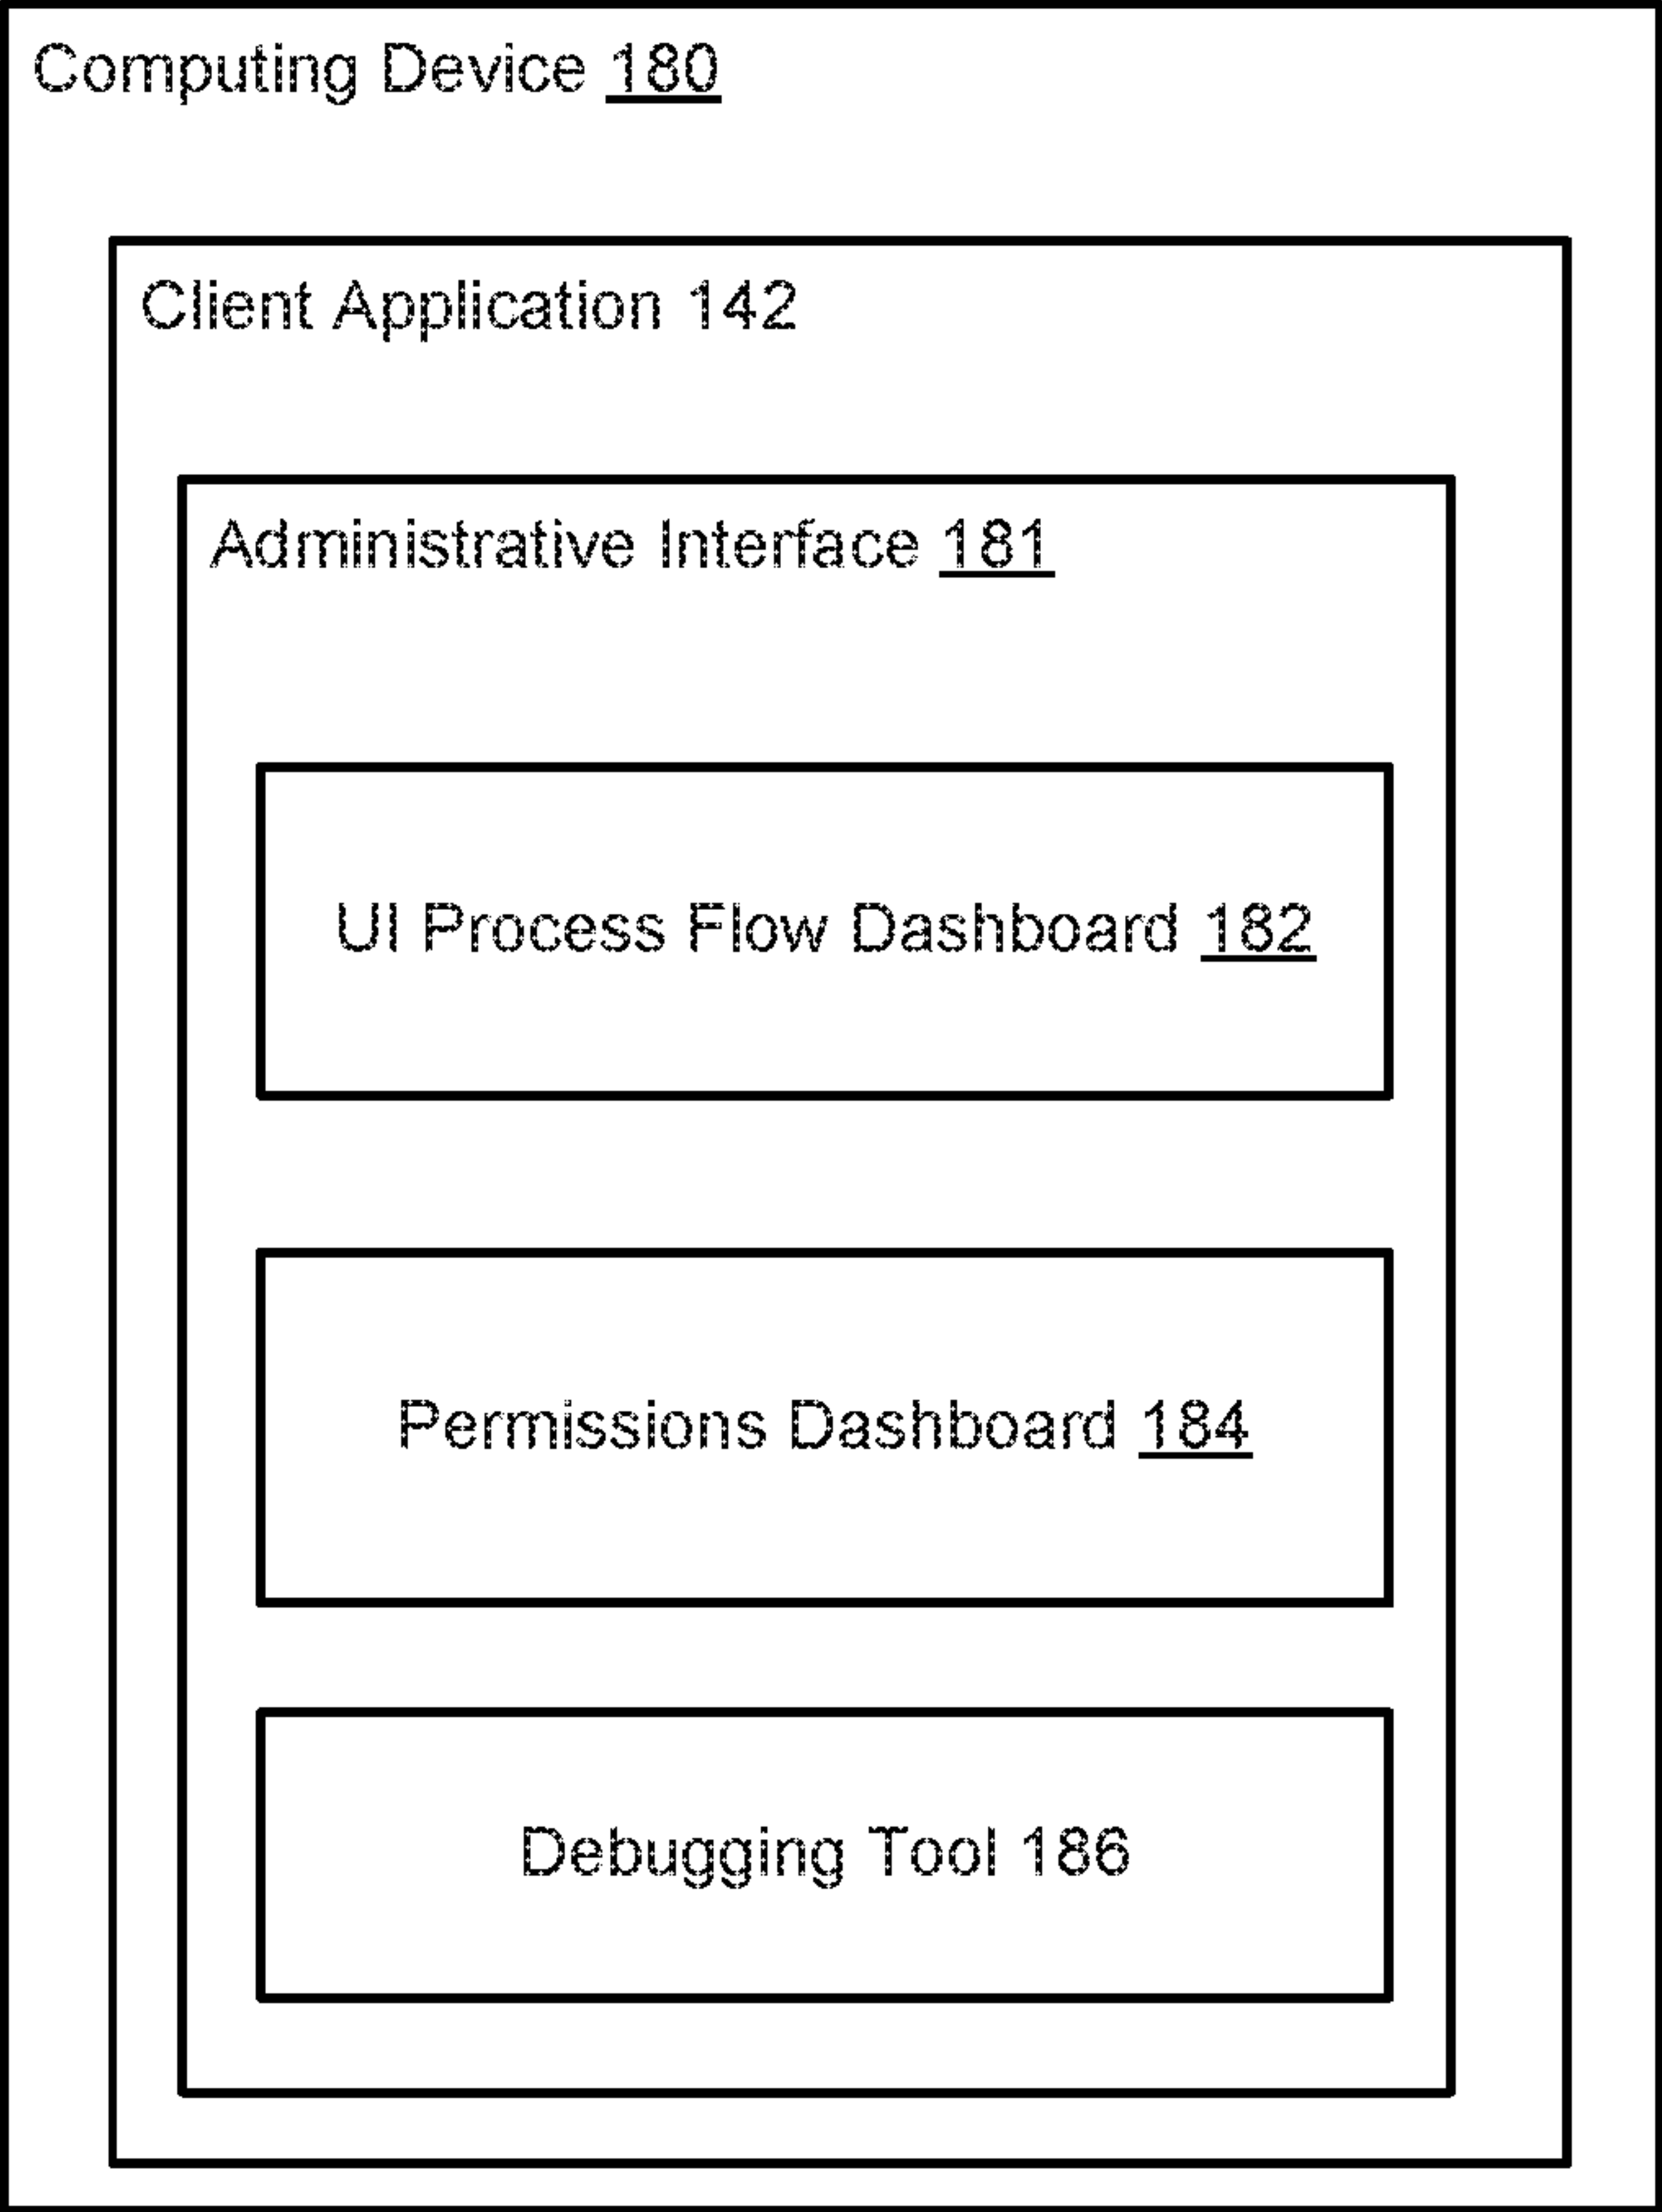 Computing Device 180
Client Application 142
Administrative Interface 181
UI Process Flow Dashboard 182
Permissions Dashboard 184
Debugging Tool 186